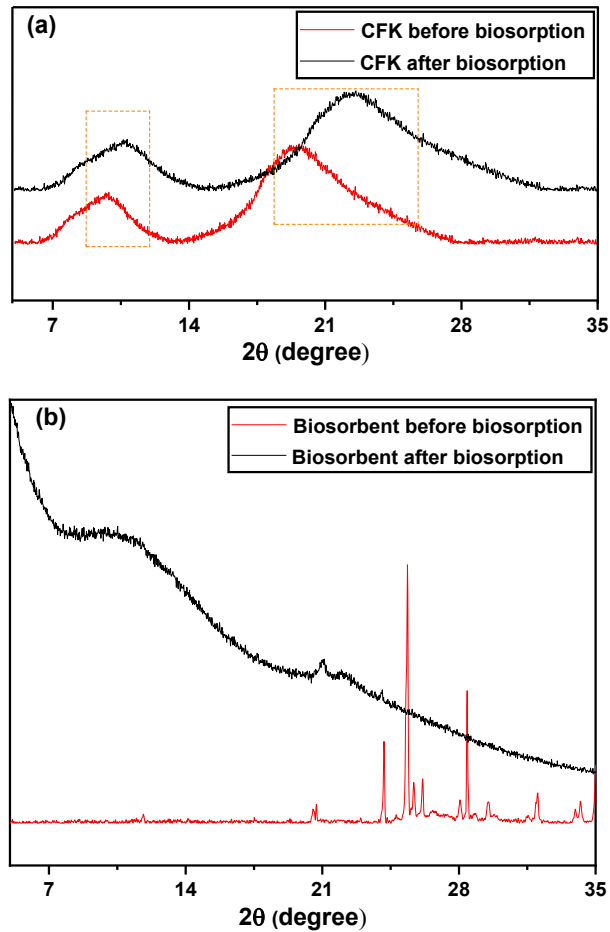 (a)
CFK before biosorption
CFK after biosorption
7 14 21 28 35
2θ (degree)
(b)
Biosorbent before biosorption
Biosorbent after biosorption
7 14 21 28 35
2θ (degree)